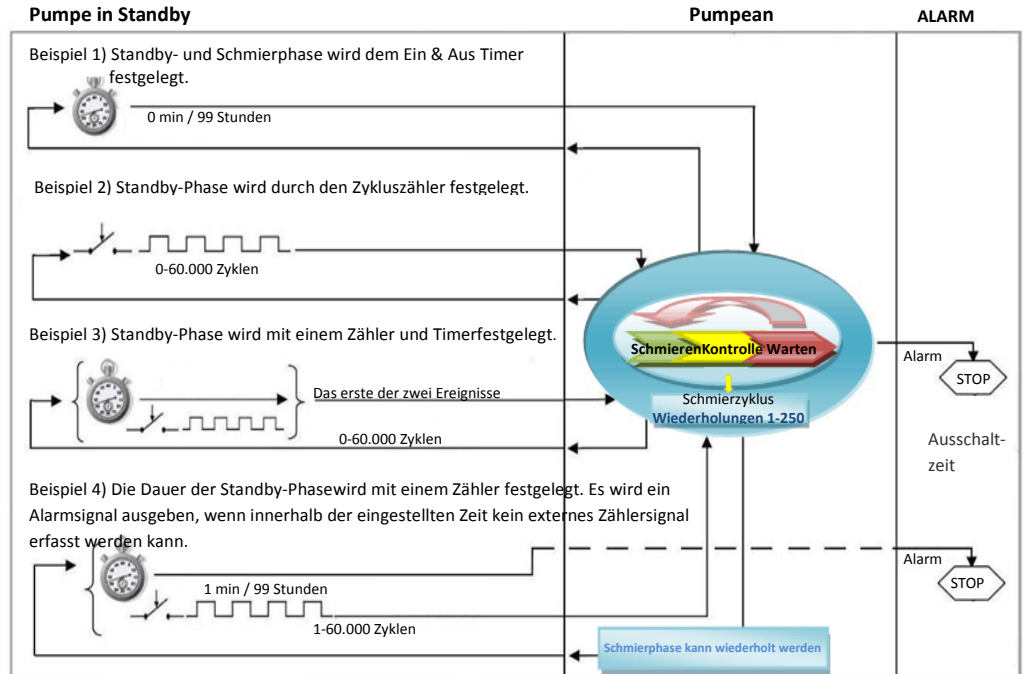 Pumpe in Standby
Pumpean
ALARM
Beispiel 1) Standby- und Schmierphase wird dem Ein & Aus Timer
festgelegt.
0 min / 99 Stunden
Beispiel 2) Standby-Phase wird durch den Zykluszähler festgelegt.
0-60.000 Zyklen
Beispiel 3) Standby-Phase wird mit einem Zähler und Timerfestgelegt.
Das erste der zwei Ereignisse
0-60.000 Zyklen
SchmierenKontrolle Warten
Schmierzyklus
Wiederholungen 1-250
Alarm
STOP
Ausschalt-
zeit
Beispiel 4) Die Dauer der Standby-Phasewird mit einem Zähler festgelegt. Es wird ein
Alarmsignal ausgeben, wenn innerhalb der eingestellten Zeit kein externes Zählersignal
erfasst werden kann.
1 min / 99 Stunden
1-60.000 Zyklen
Alarm
STOP
Schmierphase kann wiederholt werden